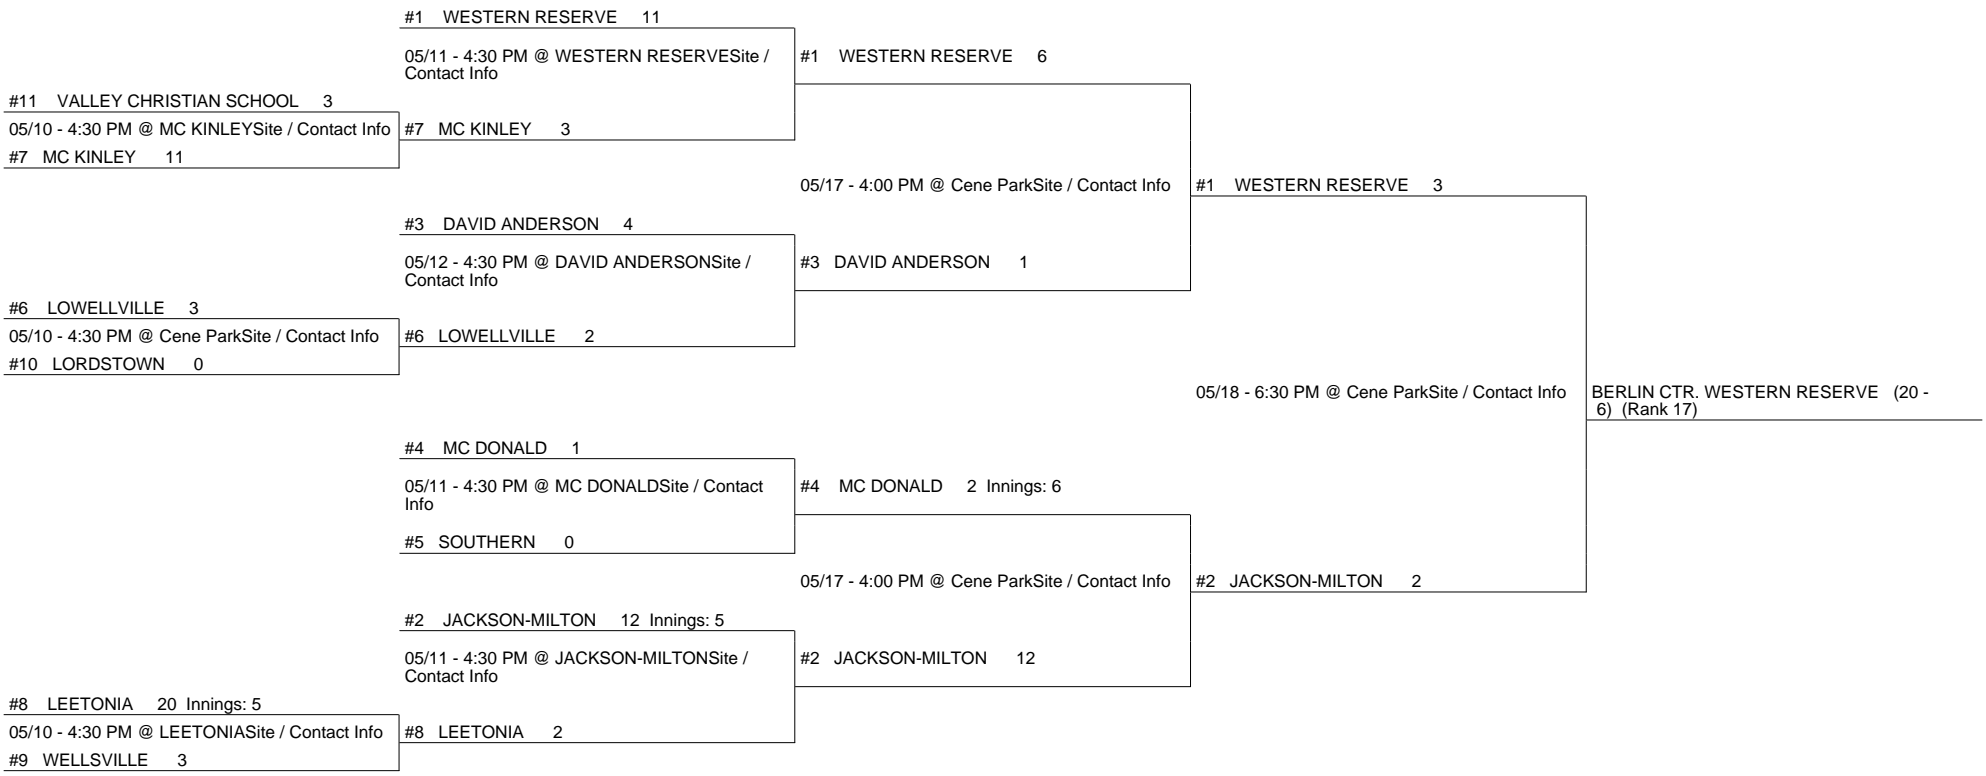 #1 WESTERN RESERVE 11
05/11 - 4:30 PM @ WESTERN RESERVESite /
Contact Info
#1 WESTERN RESERVE 6
#11 VALLEY CHRISTIAN SCHOOL 3
05/10 - 4:30 PM @ MC KINLEYSite / Contact Info
#7 MC KINLEY 3
#7 MC KINLEY 11
05/17 - 4:00 PM @ Cene ParkSite / Contact Info
#1 WESTERN RESERVE 3
#3 DAVID ANDERSON 4
05/12 - 4:30 PM @ DAVID ANDERSONSite /
Contact Info
#3 DAVID ANDERSON 1
#6 LOWELLVILLE 3
05/10 - 4:30 PM @ Cene ParkSite / Contact Info
#6 LOWELLVILLE 2
#10 LORDSTOWN 0
05/18 - 6:30 PM @ Cene ParkSite / Contact Info
BERLIN CTR. WESTERN RESERVE (20 -
6) (Rank 17)
#4 MC DONALD 1
05/11 - 4:30 PM @ MC DONALDSite / Contact
Info
#4 MC DONALD 2 Innings: 6
#5 SOUTHERN 0
05/17 - 4:00 PM @ Cene ParkSite / Contact Info
#2 JACKSON-MILTON 2
#2 JACKSON-MILTON 12 Innings: 5
05/11 - 4:30 PM @ JACKSON-MILTONSite /
Contact Info
#2 JACKSON-MILTON 12
#8 LEETONIA 20 Innings: 5
05/10 - 4:30 PM @ LEETONIASite / Contact Info
#8 LEETONIA 2
#9 WELLSVILLE 3